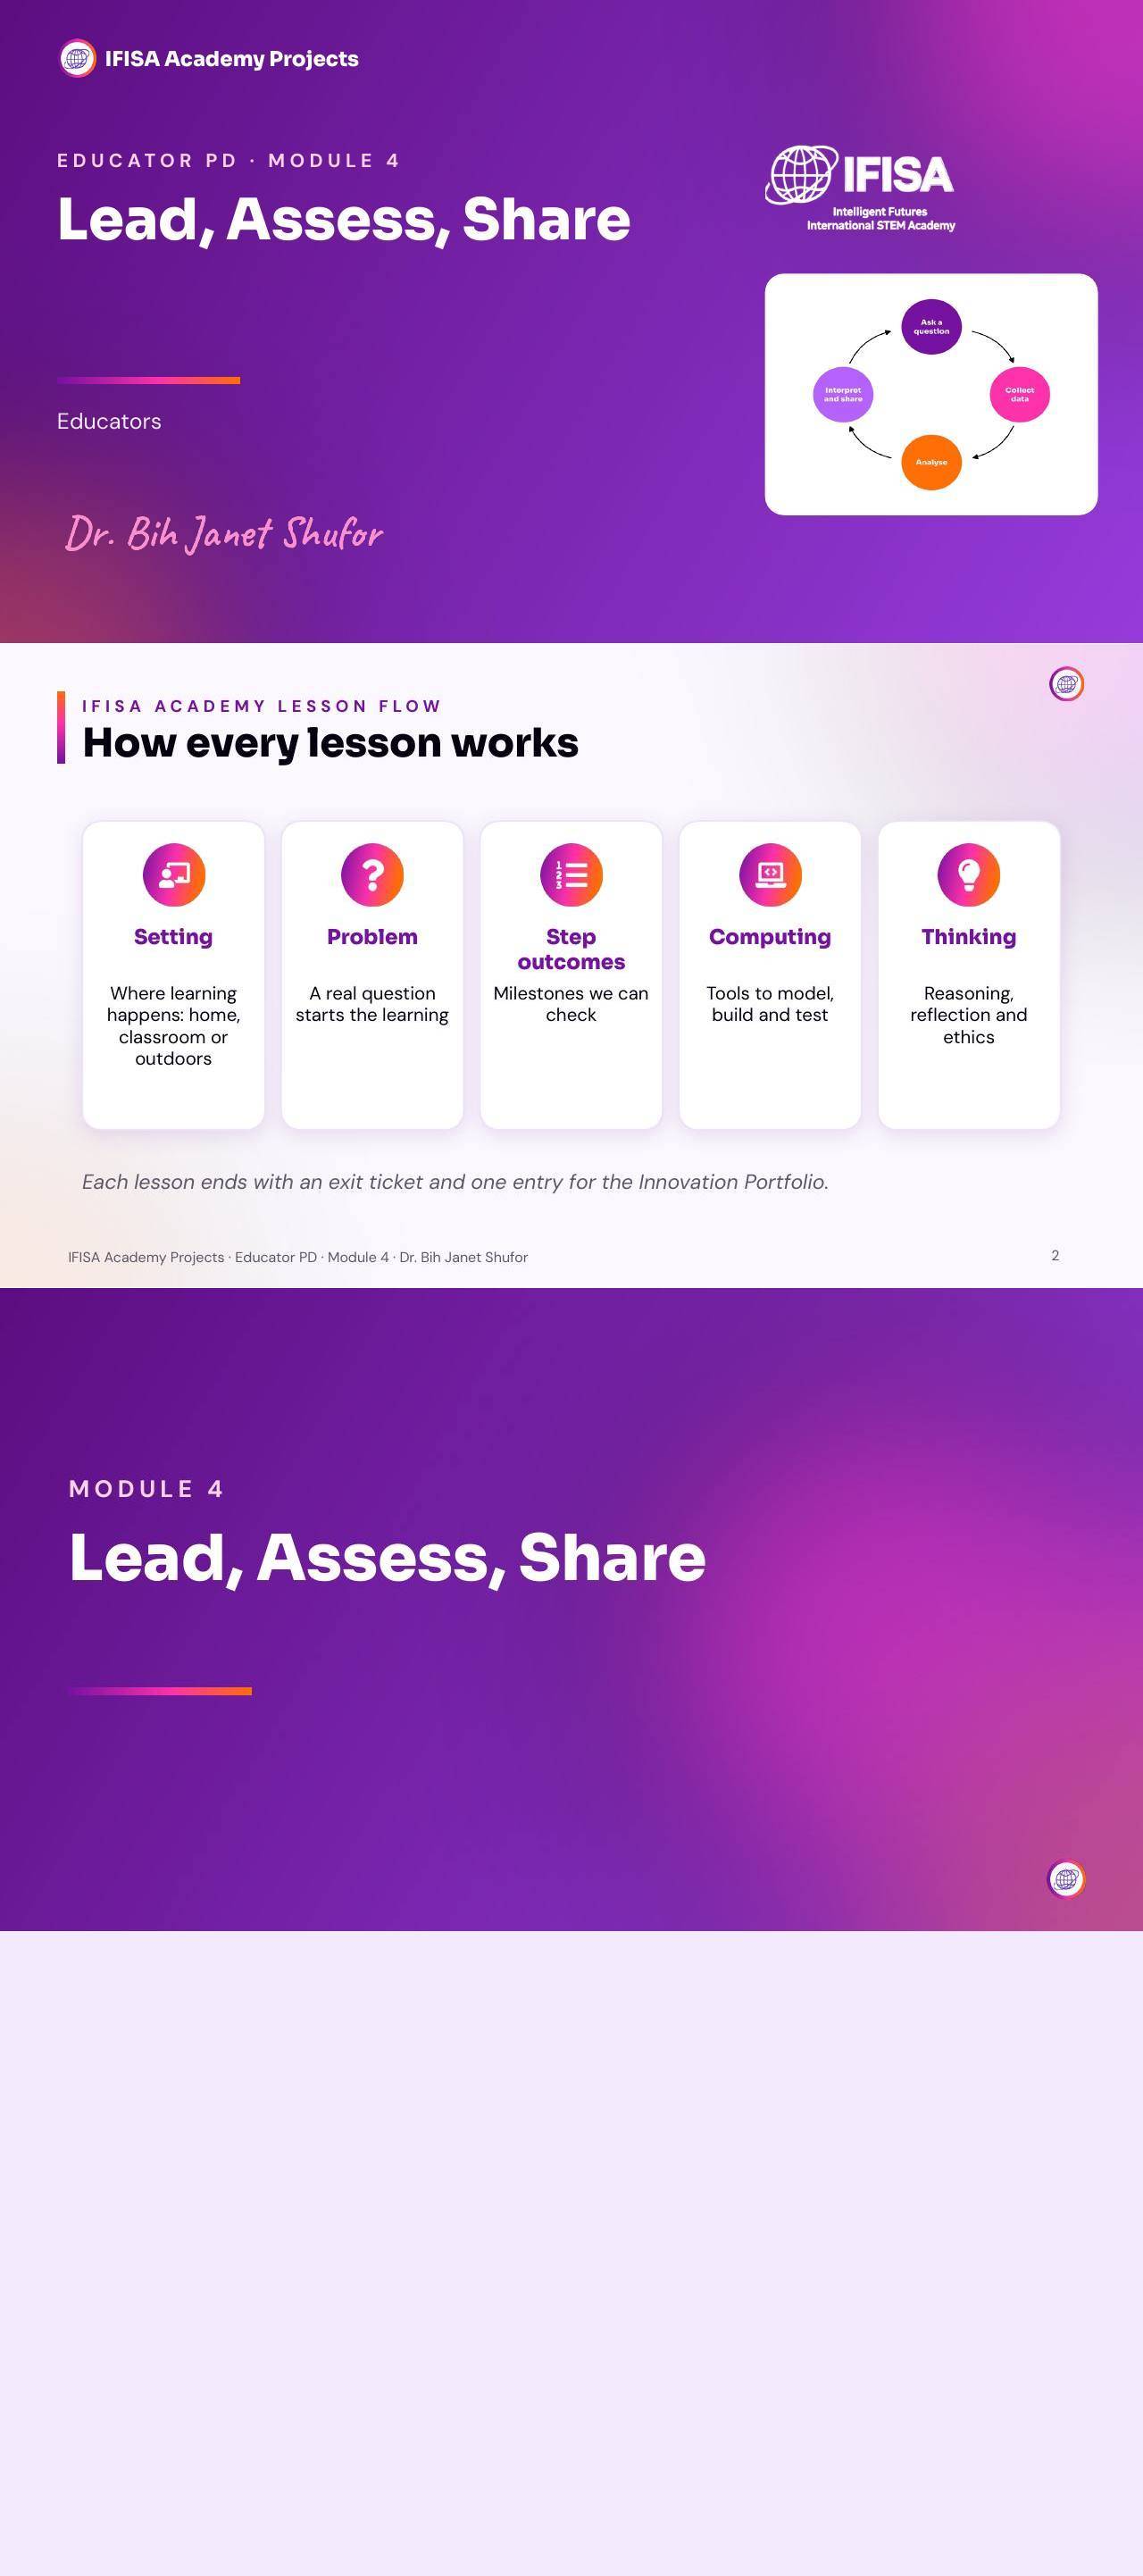 IFISA Academy Projects
EDUCATOR PD · MODULE 4
Lead, Assess, Share
IFISA
Intelligent Futures
International STEM Academy
Ask a
question
Interpret
and share
Collect
data
Analyse
Educators
Dr. Bih Janet Shufor
IFISA ACADEMY LESSON FLOW
How every lesson works
Setting
Where learning
happens: home,
classroom or
outdoors
Problem
A real question
starts the learning
1
2
3
Step
outcomes
Milestones we can
check
Computing
Tools to model,
build and test
Thinking
Reasoning,
reflection and
ethics
Each lesson ends with an exit ticket and one entry for the Innovation Portfolio.
IFISA Academy Projects · Educator PD · Module 4 · Dr. Bih Janet Shufor
2
MODULE 4
Lead, Assess, Share